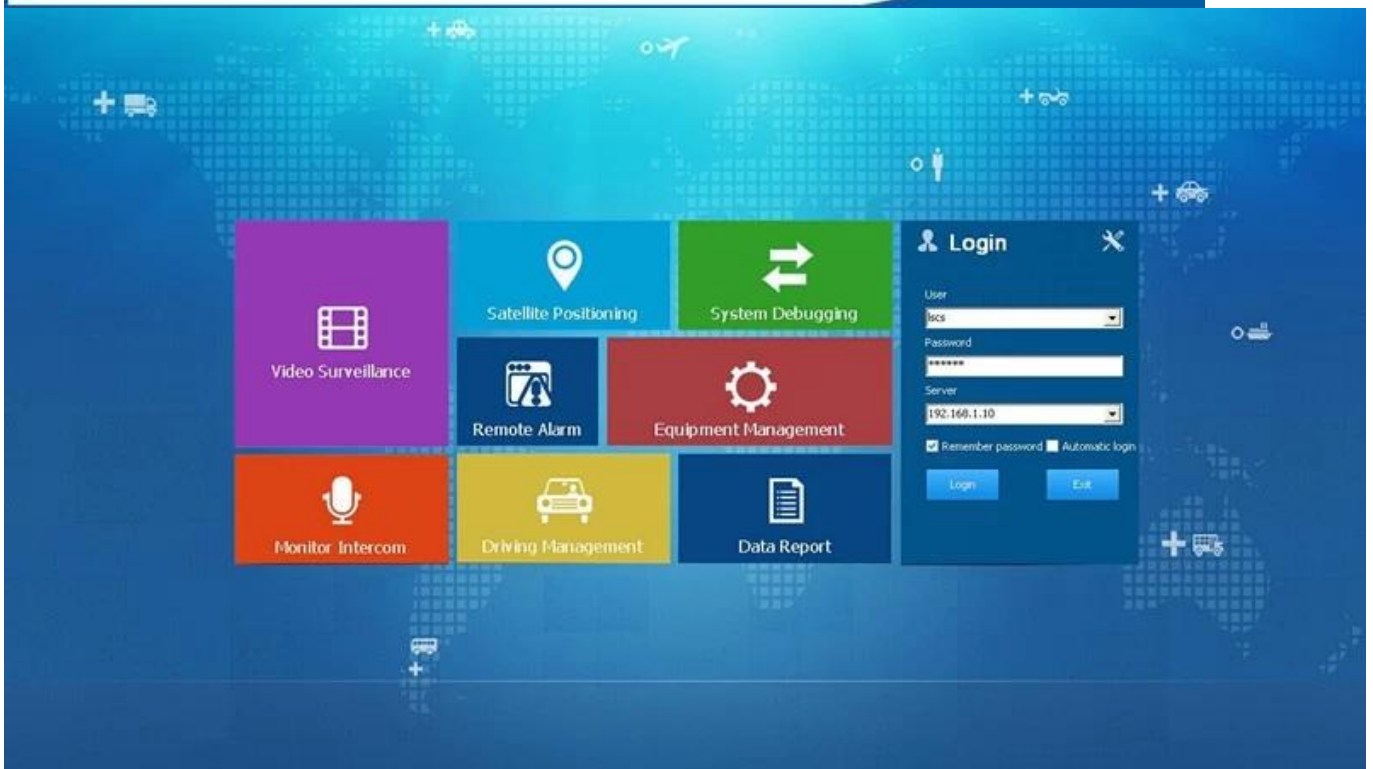 Login
Satellite Positioning
System Debugging
Video Surveillance
Remote Alarm
Equipment Management
Monitor Intercom
Driving Management
Data Report
User
lscs
Password
******
Server
192.168.1.10
Remember password Automatic login
Login Exit